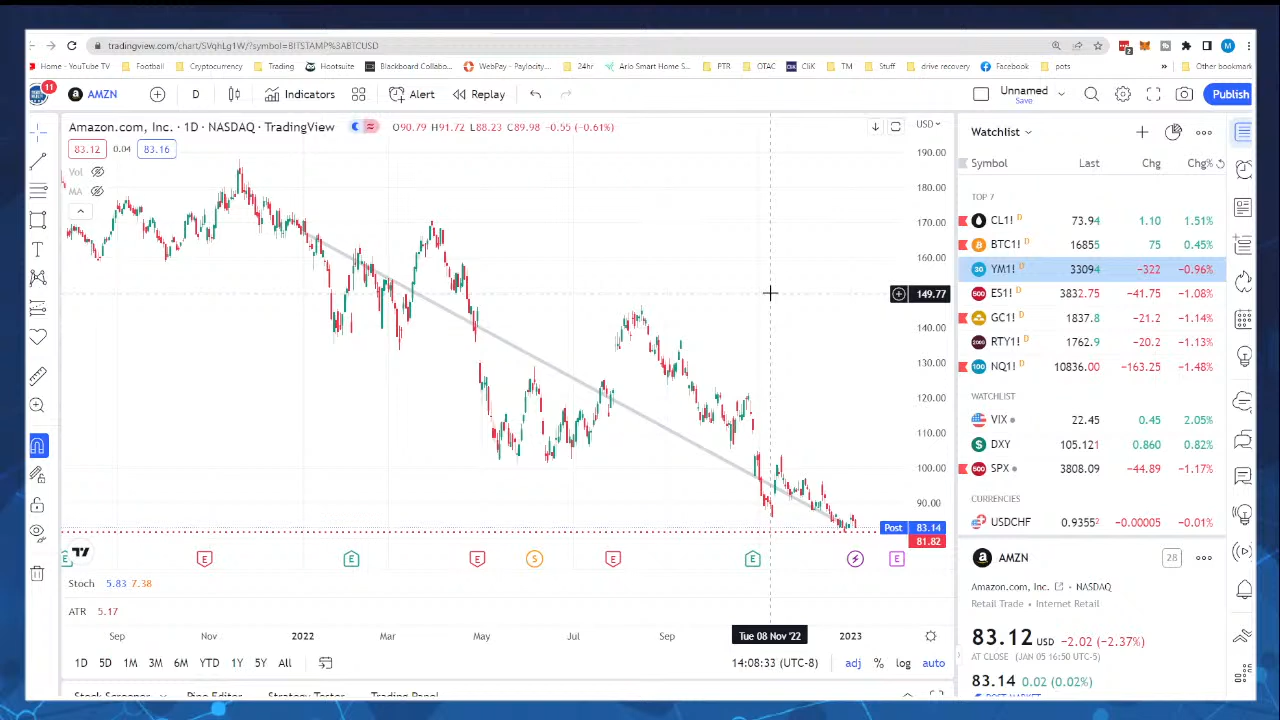 tradingview.com/chart/SVqhLg1W/?symbol=BITSTAMP%3ABTCUSD
Home - YouTube TV Football Cryptocurrency Trading Hootsuite Blackboard Collabo... WebPay - Paylocity... 24hr Arlo Smart Home S... PTR OTAC CliK TM Stuff drive recovery Facebook pots » Other bookmark
11 AMZN D Indicators Alert Replay Unnamed Save Publish
Amazon.com, Inc. · 1D · NASDAQ · TradingView O90.79 H91.72 L88.23 C89.98 −0.55 (−0.61%) USD
83.12 0.04 83.16
Vol
MA
190.00
180.00
170.00
160.00
149.77
140.00
130.00
120.00
110.00
100.00
90.00
Post 83.14
81.82
E E E S E E E
Stoch 5.83 7.38
ATR 5.17
Sep Nov 2022 Mar May Jul Sep Tue 08 Nov '22 2023
1D 5D 1M 3M 6M YTD 1Y 5Y All 14:08:33 (UTC-8) adj % log auto
Stock Screener Pine Editor Strategy Tester Trading Panel
Watchlist
Symbol Last Chg Chg%
TOP 7
CL1! D 73.94 1.10 1.51%
BTC1! D 16855 75 0.45%
YM1! D 33094 −322 −0.96%
ES1! D 3832.75 −41.75 −1.08%
GC1! D 1837.8 −21.2 −1.14%
RTY1! D 1762.9 −20.2 −1.13%
NQ1! D 10836.00 −163.25 −1.48%
WATCHLIST
VIX 22.45 0.45 2.05%
DXY 105.121 0.860 0.82%
SPX 3808.09 −44.89 −1.17%
CURRENCIES
USDCHF 0.93552 −0.00005 −0.01%
AMZN 28
Amazon.com, Inc. • NASDAQ
Retail Trade • Internet Retail
83.12 USD −2.02 (−2.37%)
AT CLOSE (JAN 05 16:50 UTC-5)
83.14 0.02 (0.02%)
POST-MARKET